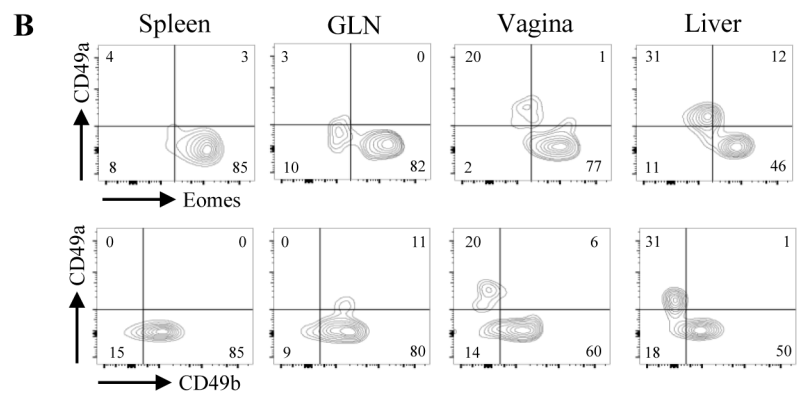 B
Spleen GLN Vagina Liver
CD49a
4 3 3 0 20 1 31 12
8 85 10 82 2 77 11 46
Eomes
CD49a
0 0 0 11 20 6 31 1
15 85 9 80 14 60 18 50
CD49b